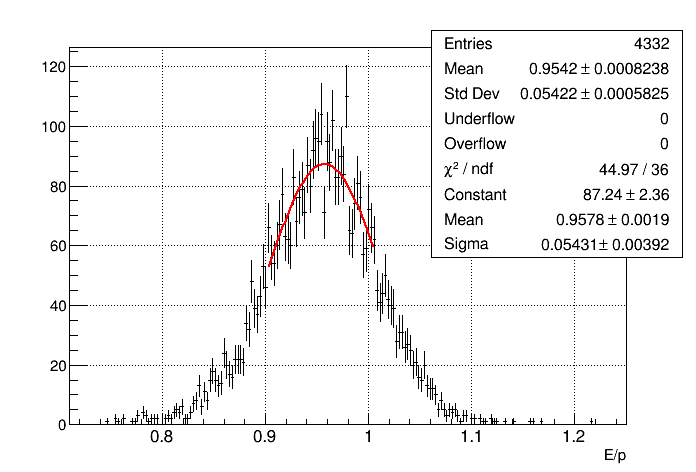 Entries 4332
Mean 0.9542 ± 0.0008238
Std Dev 0.05422 ± 0.0005825
Underflow 0
Overflow 0
χ² / ndf 44.97 / 36
Constant 87.24 ± 2.36
Mean 0.9578 ± 0.0019
Sigma 0.05431 ± 0.00392
120
100
80
60
40
20
0
0.8 0.9 1 1.1 1.2
E/p